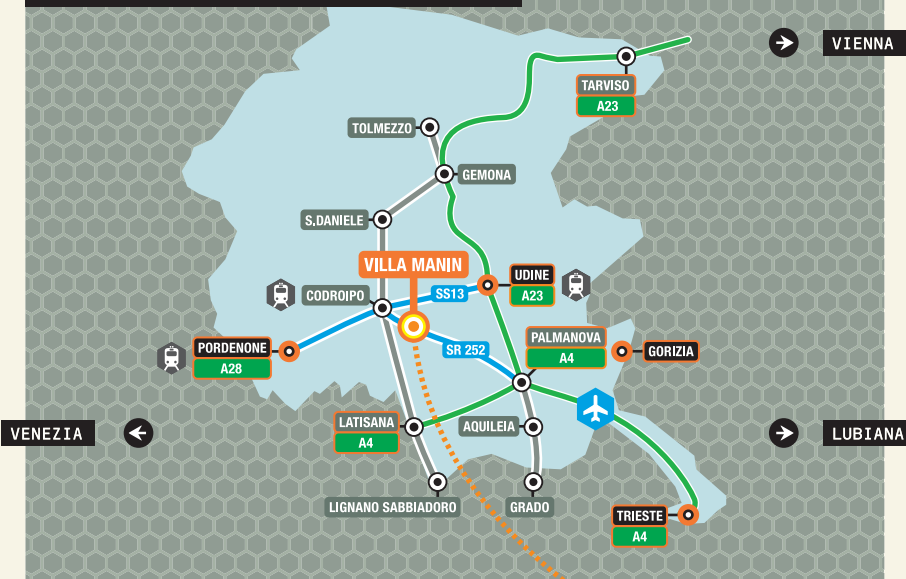 VIENNA
TARVISO
A23
TOLMEZZO
GEMONA
S.DANIELE
VILLA MANIN
UDINE
A23
CODROIPO
SS13
PALMANOVA
A4
PORDENONE
A28
SR 252
GORIZIA
LATISANA
A4
AQUILEIA
VENEZIA
LUBIANA
LIGNANO SABBIADORO
GRADO
TRIESTE
A4